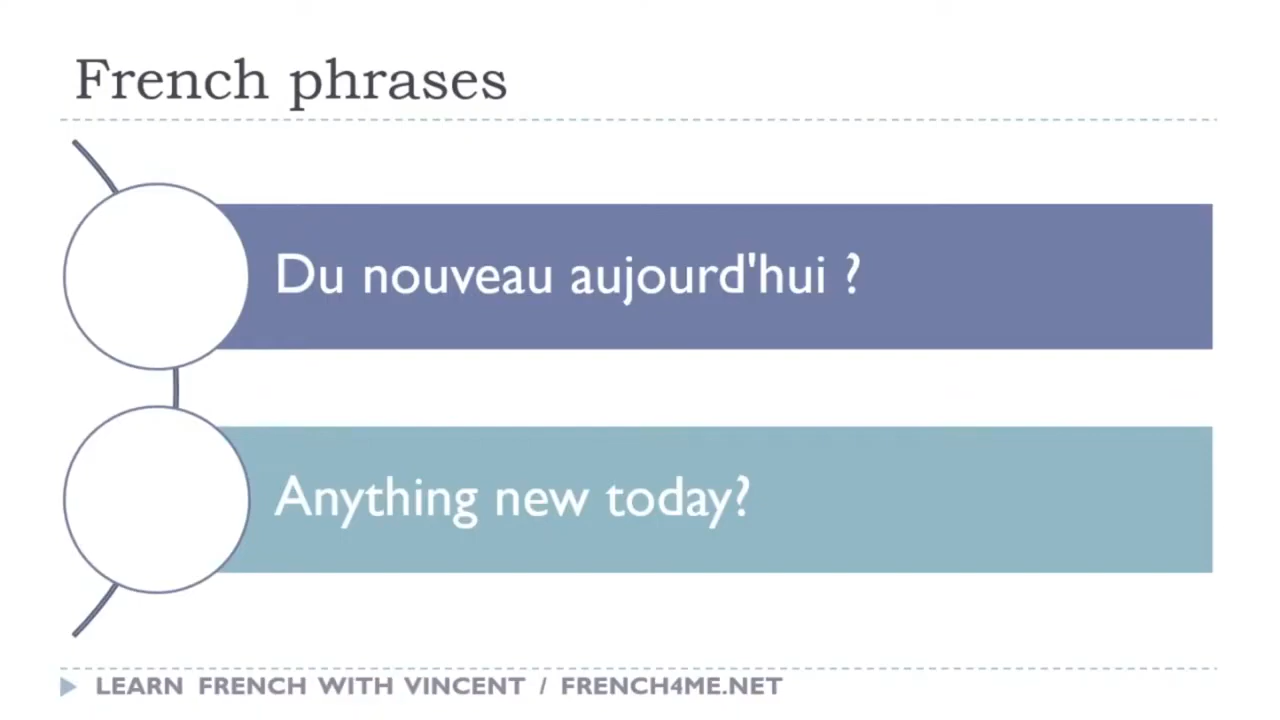 French phrases
Du nouveau aujourd'hui ?
Anything new today?
LEARN FRENCH WITH VINCENT / FRENCH4ME.NET